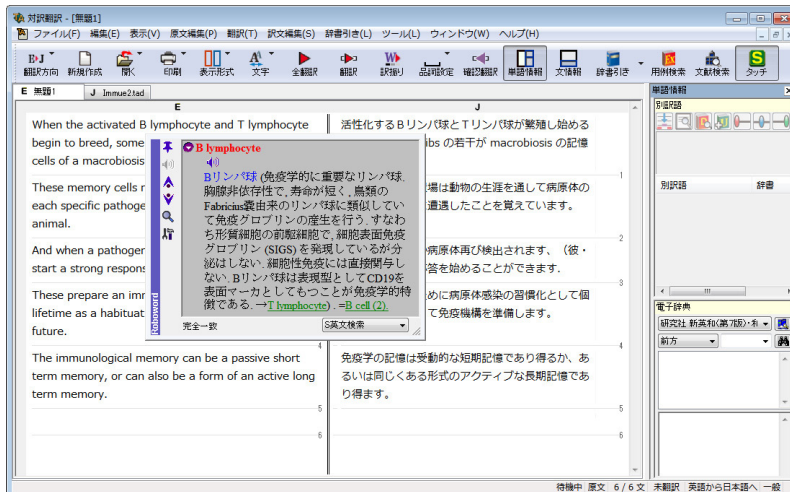 対訳翻訳 - [無題1]
ファイル(F) 編集(E) 表示(V) 原文編集(P) 翻訳(T) 訳文編集(S) 辞書引き(L) ツール(L) ウィンドウ(W) ヘルプ(H)
E▸J
翻訳方向 新規作成 開く 印刷 表示形式 文字 全翻訳 翻訳 訳振り 品詞設定 確認翻訳 単語情報 文情報 辞書引き 用例検索 文献検索 タッチ
E 無題1 J Immue2.tad
E J
When the activated B lymphocyte and T lymphocyte
begin to breed, some
cells of a macrobiosis
These memory cells r
each specific pathoge
animal.
And when a pathoger
start a strong respons
These prepare an imr
lifetime as a habituat
future.
The immunological memory can be a passive short
term memory, or can also be a form of an active long
term memory.
B lymphocyte
Bリンパ球 (免疫学的に重要なリンパ球.
胸腺非依存性で, 寿命が短く, 鳥類の
Fabricius嚢由来のリンパ球に類似してい
て免疫グロブリンの産生を行う. すなわ
ち形質細胞の前駆細胞で, 細胞表面免疫
グロブリン (SIGS) を発現しているが分
泌はしない. 細胞性免疫には直接関与し
ない. Bリンパ球は表現型としてCD19を
表面マーカとしてもつことが免疫学的特
徴である. →T lymphocyte) . =B cell (2).
Roboword
完全一致 S英文検索
活性化するBリンパ球とTリンパ球が繁殖し始める
ibs の若干が macrobiosis の記憶
場は動物の生涯を通して病原体の
遭遇したことを覚えています。
病原体再び検出されます、（彼・
答を始めることができます.
めに病原体感染の習慣化として個
て免疫機構を準備します。
免疫学の記憶は受動的な短期記憶であり得るか、あ
るいは同じくある形式のアクティブな長期記憶であ
り得ます。
1
2
3
4
4
5
5
6
6
単語情報
別訳語
別訳語 辞書
電子辞典
研究社 新英和(第7版)・
前方
待機中 原文 6 / 6 文 未翻訳 英語から日本語へ 一般